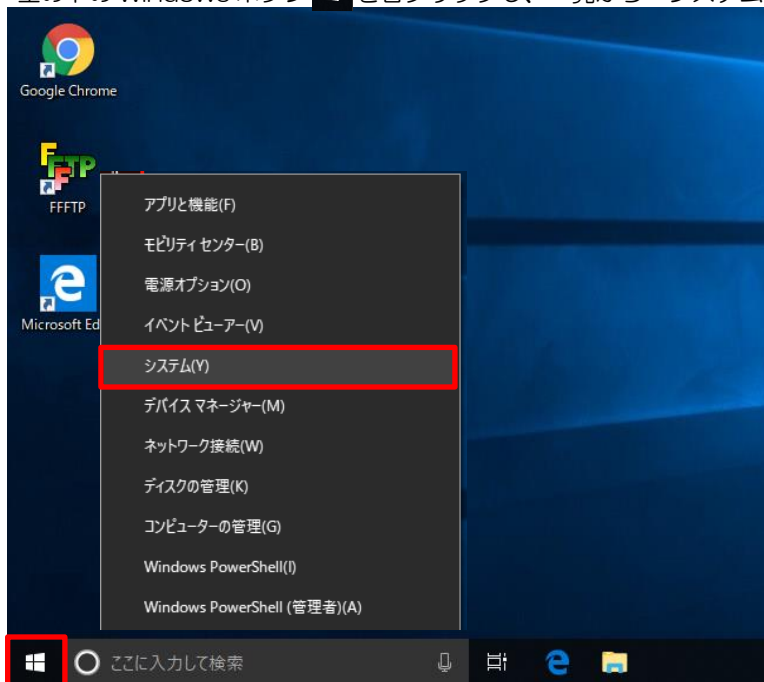 Google Chrome
FFFTP
Microsoft Ed
アプリと機能(F)
モビリティ センター(B)
電源オプション(O)
イベント ビューアー(V)
システム(Y)
デバイス マネージャー(M)
ネットワーク接続(W)
ディスクの管理(K)
コンピューターの管理(G)
Windows PowerShell(I)
Windows PowerShell (管理者)(A)
ここに入力して検索